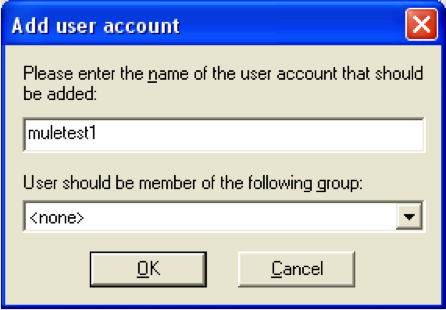 Add user account
Please enter the name of the user account that should
be added:
muletest1
User should be member of the following group:
<none>
OK
Cancel